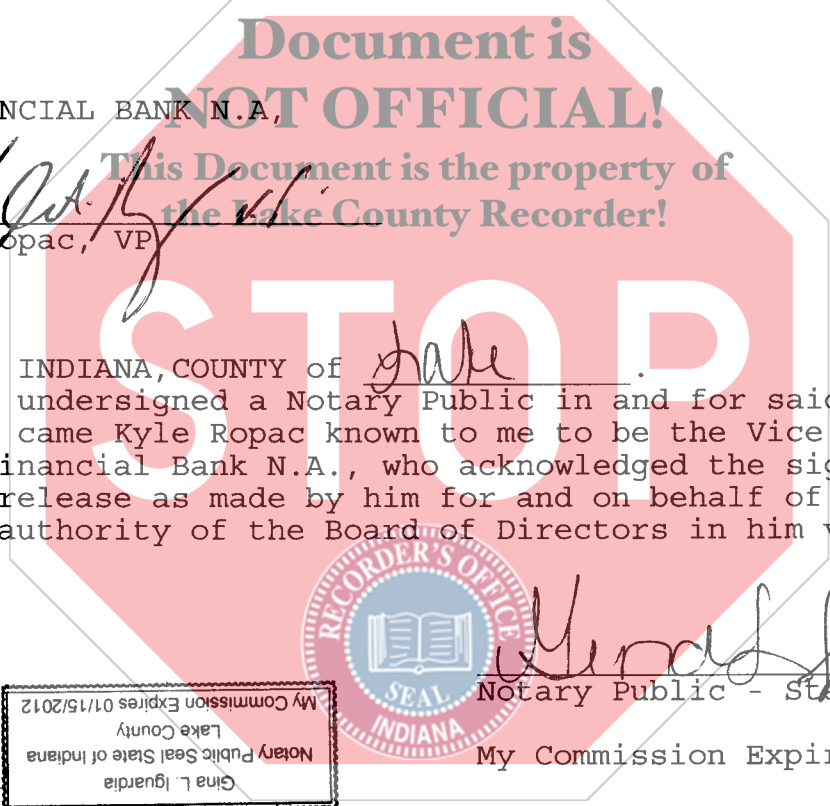 Document is
NCIAL BANK N.A,
NOT OFFICIAL!
This Document is the property of
the Lake County Recorder!
opac, VP
STOP
INDIANA, COUNTY of Lake.
undersigned a Notary Public in and for said
came Kyle Ropac known to me to be the Vice
inancial Bank N.A., who acknowledged the sig
release as made by him for and on behalf of
authority of the Board of Directors in him v
RECORDER'S OFFICE
SEAL
INDIANA
Notary Public - Sta
My Commission Expir
Gina L. Iguardia
Notary Public Seal State of Indiana
Lake County
My Commission Expires 01/15/2012